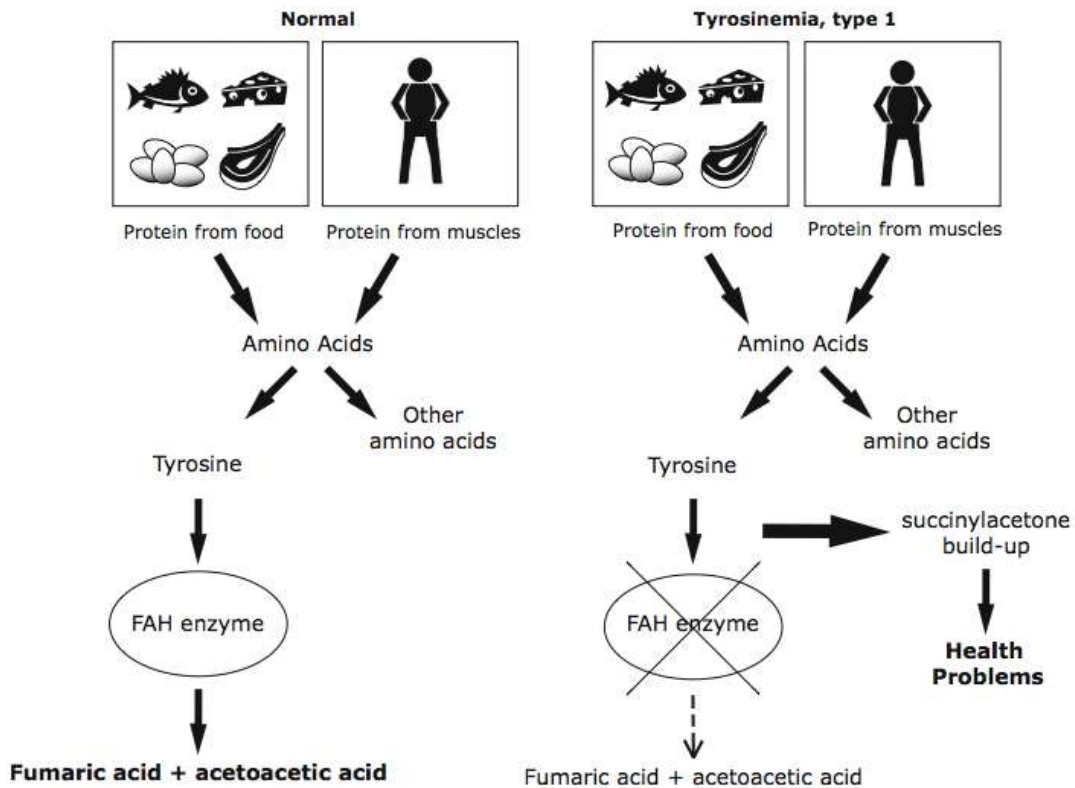 Normal
Protein from food
Protein from muscles
Amino Acids
Other
amino acids
Tyrosine
FAH enzyme
Fumaric acid + acetoacetic acid
Tyrosinemia, type 1
Protein from food
Protein from muscles
Amino Acids
Other
amino acids
Tyrosine
succinylacetone
build-up
FAH enzyme
Health
Problems
Fumaric acid + acetoacetic acid